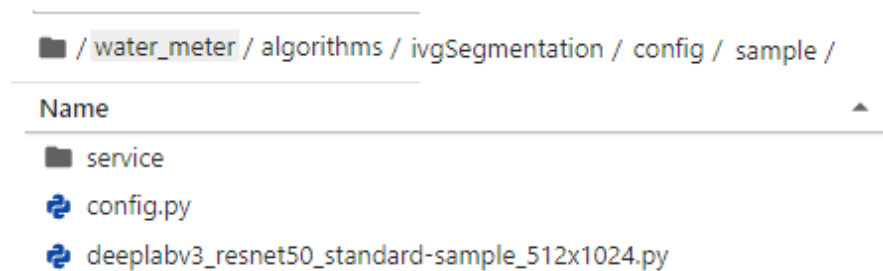 / water_meter / algorithms / ivgSegmentation / config / sample /
Name
service
config.py
deeplabv3_resnet50_standard-sample_512x1024.py